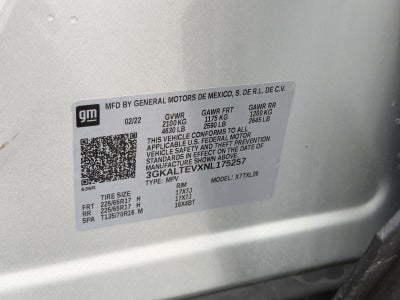 MFD BY GENERAL MOTORS DE MEXICO, S. DE R.L. DE C.V.
gm
02/22 GVWR GAWR FRT GAWR RR
2100 KG 1175 KG 1200 KG
4630 LB 2590 LB 2645 LB
THIS VEHICLE CONFORMS TO ALL APPLICABLE
U.S. FEDERAL MOTOR VEHICLE SAFETY AND THEFT PREVENTION
STANDARDS IN EFFECT ON THE DATE OF
MANUFACTURE SHOWN ABOVE.
3GKALTEVXNL175257
TYPE: MPV MODEL: X7TXL26
TIRE SIZE RIM
FRT 225/65R17 H 17X7J
RR 225/65R17 H 17X7J
SPA T135/70R16 M 16X4BT